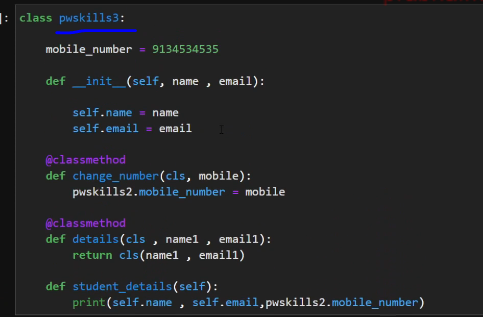 ]: class pwskills3:
mobile_number = 9134534535
def __init__(self, name , email):
self.name = name
self.email = email
@classmethod
def change_number(cls, mobile):
pwskills2.mobile_number = mobile
@classmethod
def details(cls , name1 , email1):
return cls(name1 , email1)
def student_details(self):
print(self.name , self.email,pwskills2.mobile_number)